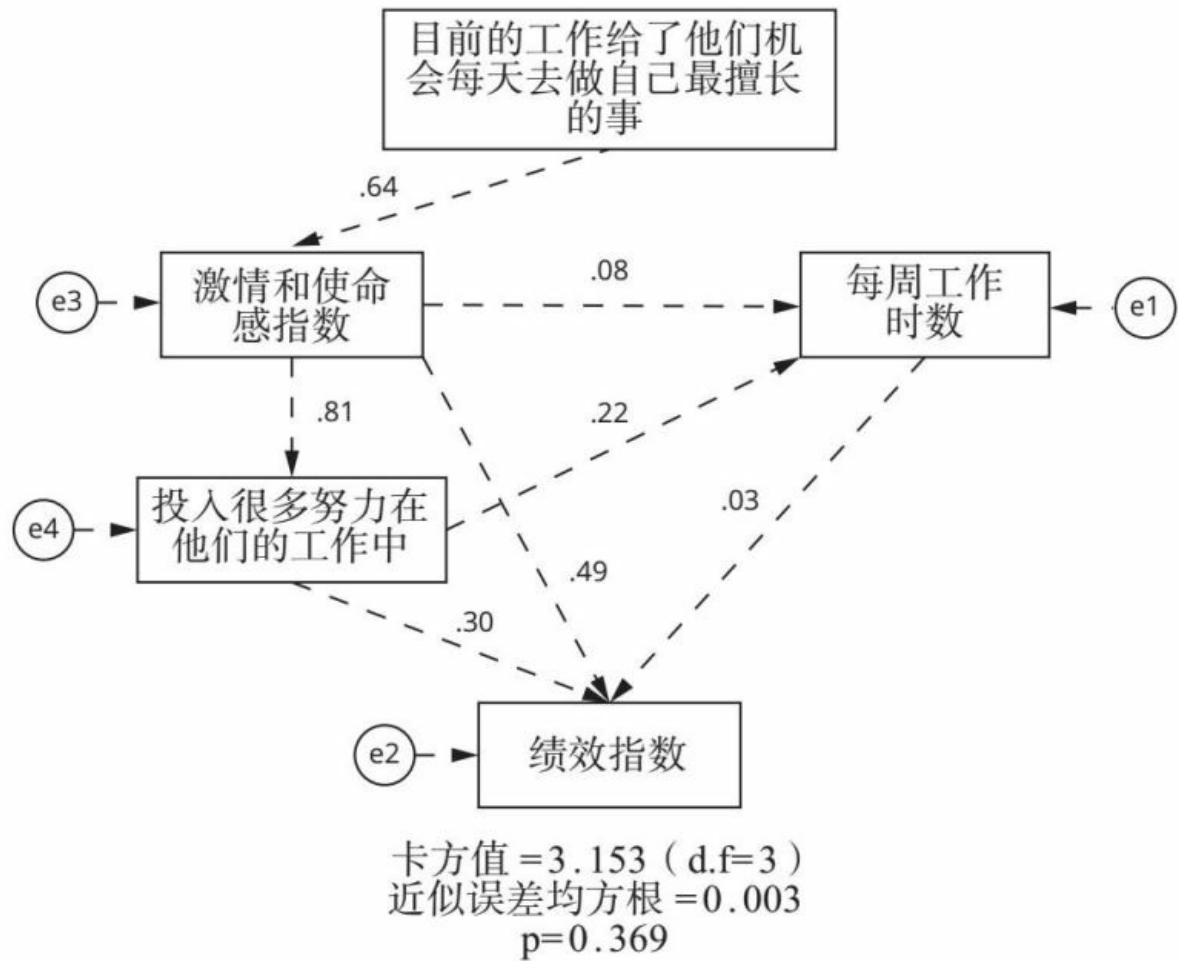 目前的工作给了他们机
会每天去做自己最擅长
的事
.64
e3
激情和使命
感指数
.08
每周工作
时数
e1
.81
.22
e4
投入很多努力在
他们的工作中
.03
.49
.30
e2
绩效指数
卡方值 =3.153（d.f=3）
近似误差均方根 =0.003
p=0.369